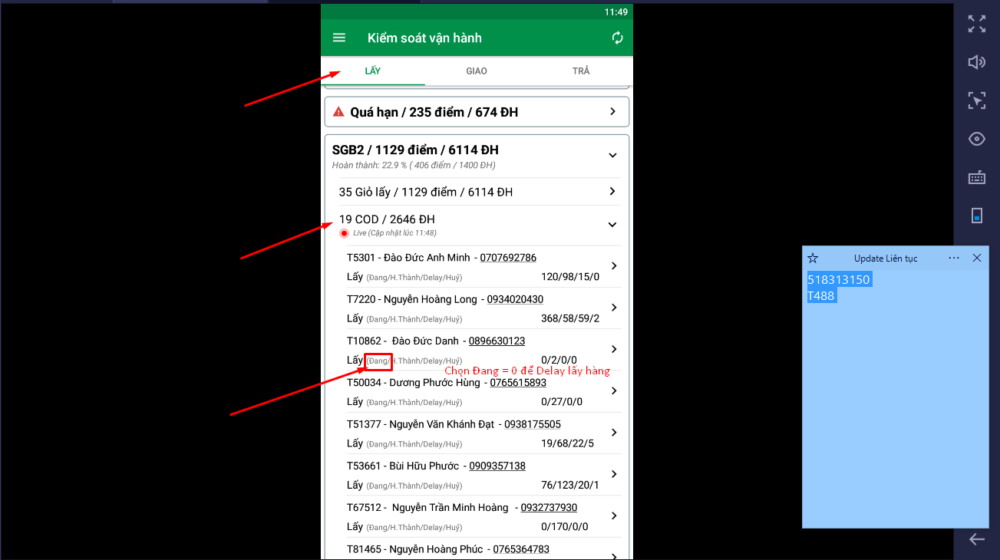 11:49
Kiểm soát vận hành
LẤY GIAO TRẢ
Quá hạn / 235 điểm / 674 ĐH
SGB2 / 1129 điểm / 6114 ĐH
Hoàn thành: 22.9 % ( 406 điểm / 1400 ĐH)
35 Giỏ lấy / 1129 điểm / 6114 ĐH
19 COD / 2646 ĐH
Live (Cập nhật lúc 11:48)
T5301 - Đào Đức Anh Minh - 0707692786
Lấy (Đang/H.Thành/Delay/Huỷ) 120/98/15/0
T7220 - Nguyễn Hoàng Long - 0934020430
Lấy (Đang/H.Thành/Delay/Huỷ) 368/58/59/2
T10862 - Đào Đức Danh - 0896630123
Lấy (Đang/H.Thành/Delay/Huỷ) 0/2/0/0
Chọn Đang = 0 để Delay lấy hàng
T50034 - Dương Phước Hùng - 0765615893
Lấy (Đang/H.Thành/Delay/Huỷ) 0/27/0/0
T51377 - Nguyễn Văn Khánh Đạt - 0938175505
Lấy (Đang/H.Thành/Delay/Huỷ) 19/68/22/5
T53661 - Bùi Hữu Phước - 0909357138
Lấy (Đang/H.Thành/Delay/Huỷ) 76/123/20/1
T67512 - Nguyễn Trần Minh Hoàng - 0932737930
Lấy (Đang/H.Thành/Delay/Huỷ) 0/170/0/0
T81465 - Nguyễn Hoàng Phúc - 0765364783
Update Liên tục
518313150
T488